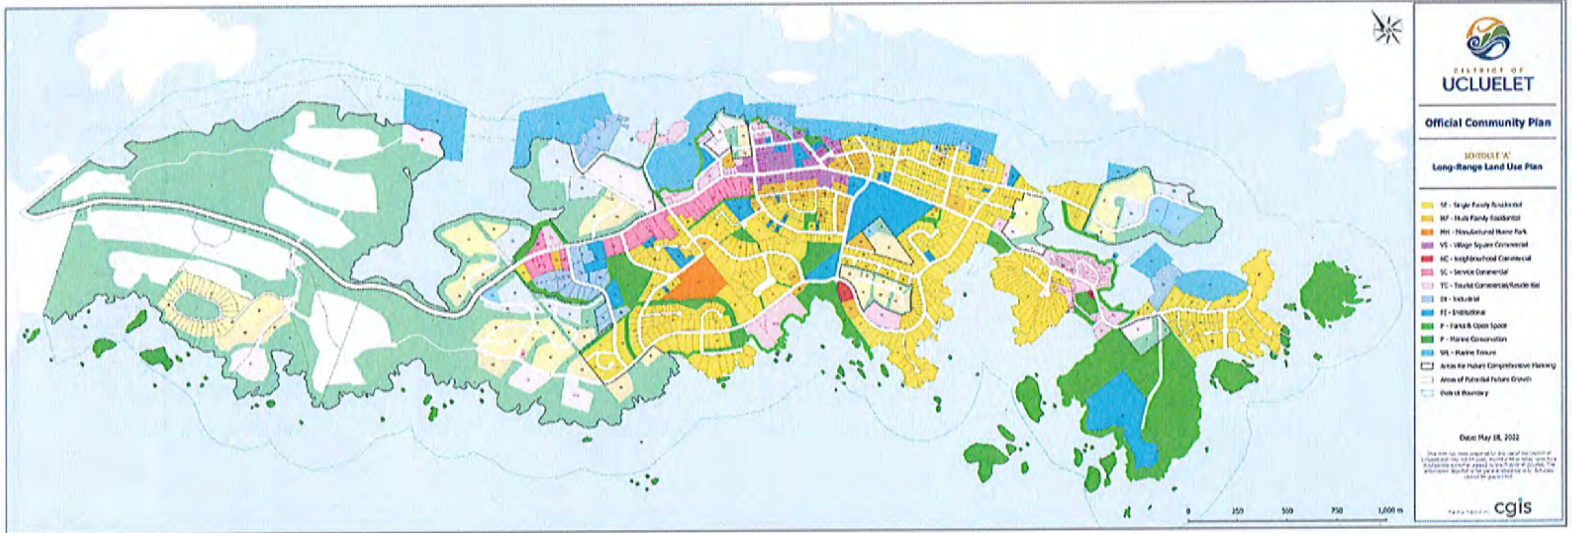 DISTRICT OF
UCLUELET
Official Community Plan
SCHEDULE 'A'
Long-Range Land Use Plan
SF - Single Family Residential
MF - Multi Family Residential
MH - Manufactured Home Park
VS - Village Square Commercial
NC - Neighbourhood Commercial
SC - Service Commercial
TC - Tourist Commercial/Residential
IN - Industrial
PI - Institutional
P - Parks & Open Space
P - Marine Conservation
WL - Marine Tenure
Areas for Future Comprehensive Planning
Areas of Potential Future Growth
District Boundary
Date: May 18, 2022
cgis
0 250 500 750 1,000 m